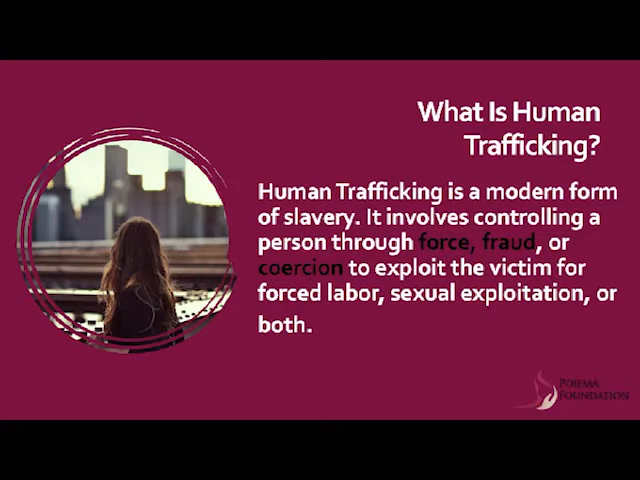 What Is Human
Trafficking?
Human Trafficking is a modern form
of slavery. It involves controlling a
person through force, fraud, or
coercion to exploit the victim for
forced labor, sexual exploitation, or
both.
POIEMA
FOUNDATION